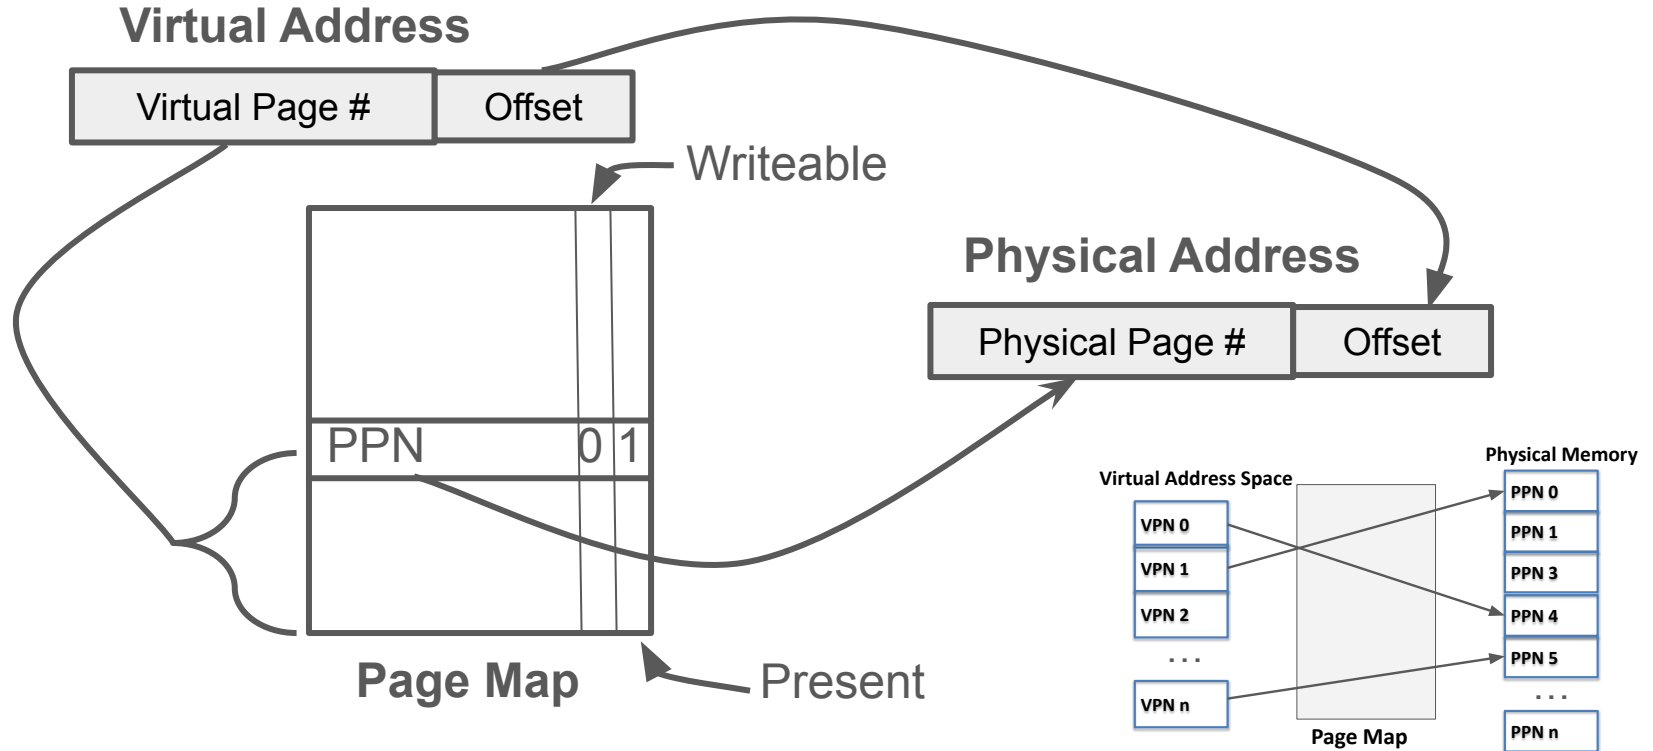 Virtual Address
Virtual Page # Offset
Writeable
Physical Address
Physical Page # Offset
PPN 0 1
Page Map
Present
Virtual Address Space
VPN 0
VPN 1
VPN 2
...
VPN n
Page Map
Physical Memory
PPN 0
PPN 1
PPN 3
PPN 4
PPN 5
...
PPN n